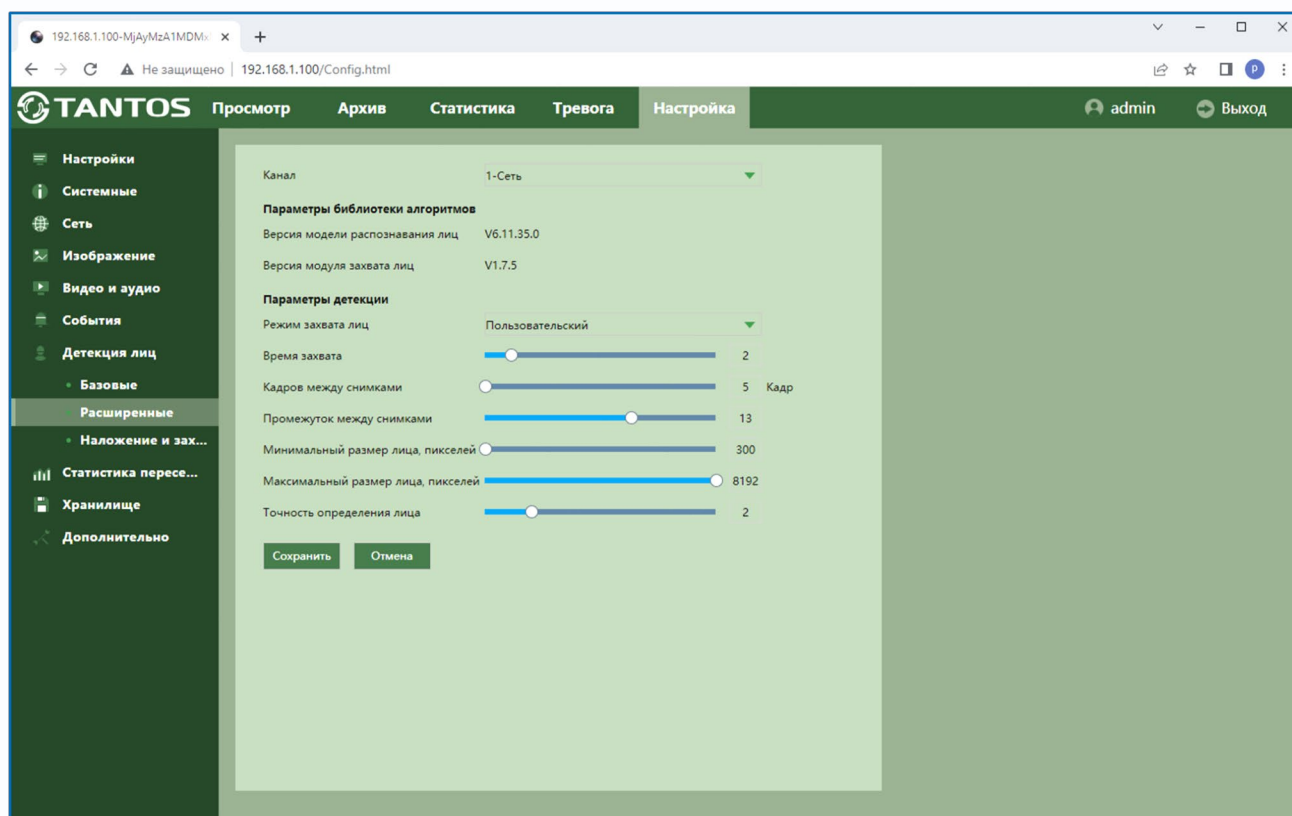 192.168.1.100-MjAyMzA1MDMx
Не защищено 192.168.1.100/Config.html
P
TANTOS Просмотр Архив Статистика Тревога Настройка admin Выход
Настройки
Системные
Сеть
Изображение
Видео и аудио
События
Детекция лиц
Базовые
Расширенные
Наложение и зах...
Статистика пересе...
Хранилище
Дополнительно
Канал 1-Сеть
Параметры библиотеки алгоритмов
Версия модели распознавания лиц V6.11.35.0
Версия модуля захвата лиц V1.7.5
Параметры детекции
Режим захвата лиц Пользовательский
Время захвата 2
Кадров между снимками 5 Кадр
Промежуток между снимками 13
Минимальный размер лица, пикселей 300
Максимальный размер лица, пикселей 8192
Точность определения лица 2
Сохранить Отмена